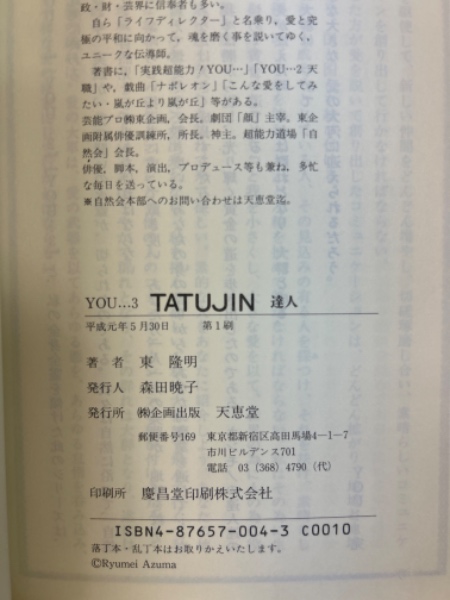 政・財・芸界に信奉者も多い。
自ら「ライフディレクター」と名乗り，愛と究
極の平和に向かって，魂を磨く事を説いてゆく，
ユニークな伝導師。
著書に，「実践超能力！YOU…」「YOU…2 天
職」や，戯曲「ナポレオン」「こんな愛をしてみ
たい・嵐が丘より嵐が丘」等がある。
芸能プロ㈱東企画，会長。劇団「顔」主宰。東企
画附属俳優訓練所，所長。神主。超能力道場「自
然会」会長。
俳優，脚本，演出，プロデュース等も兼ね，多忙
な毎日を送っている。
※自然会本部へのお問い合わせは天恵堂迄。
YOU…3 TATUJIN 達人
平成元年5月30日 第1刷
著者 東 隆明
発行人 森田暁子
発行所 ㈱企画出版 天恵堂
郵便番号169 東京都新宿区高田馬場4―1―7
市川ビルデンス701
電話 03 (368) 4790 (代)
印刷所 慶昌堂印刷株式会社
ISBN4-87657-004-3 C0010
落丁本・乱丁本はお取りかえいたします。
©Ryumei Azuma